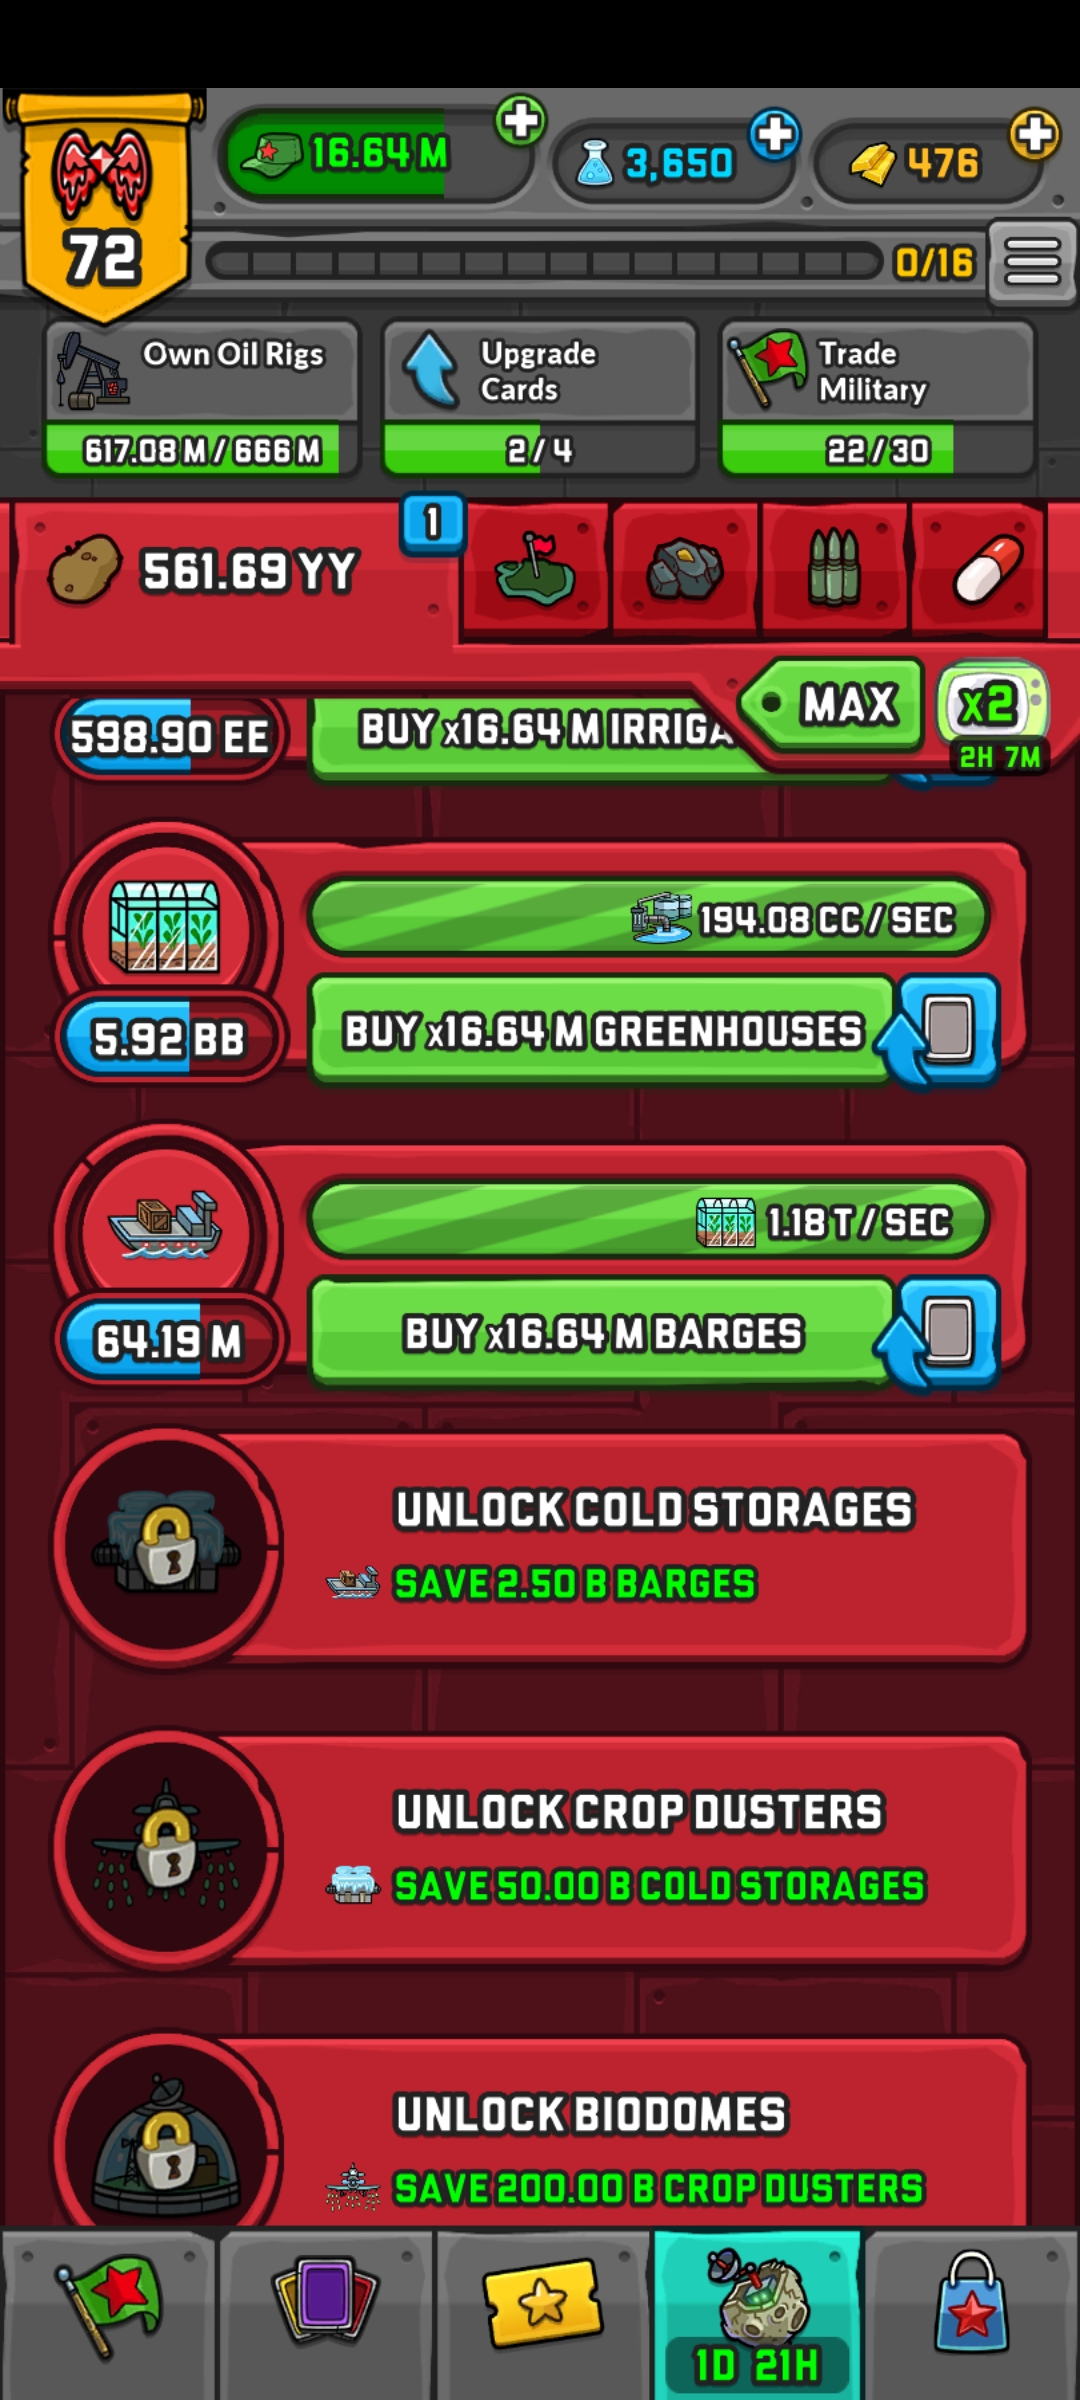 16.64 M
3,650
476
72
0/16
Own Oil Rigs
617.08 M / 666 M
Upgrade
Cards
2 / 4
Trade
Military
22 / 30
561.69 YY
1
MAX
x2
2H 7M
598.90 EE
BUY x16.64 M IRRIGA
194.08 CC / SEC
5.92 BB
BUY x16.64 M GREENHOUSES
1.18 T / SEC
64.19 M
BUY x16.64 M BARGES
UNLOCK COLD STORAGES
SAVE 2.50 B BARGES
UNLOCK CROP DUSTERS
SAVE 50.00 B COLD STORAGES
UNLOCK BIODOMES
SAVE 200.00 B CROP DUSTERS
1D 21H